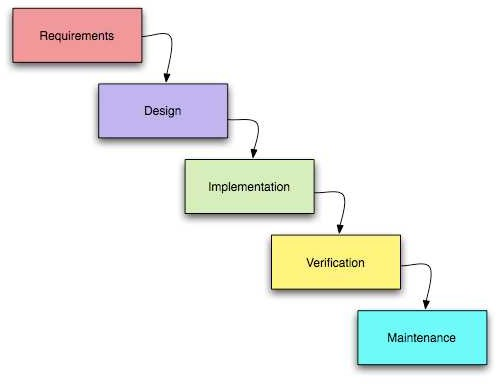 Requirements
Design
Implementation
Verification
Maintenance